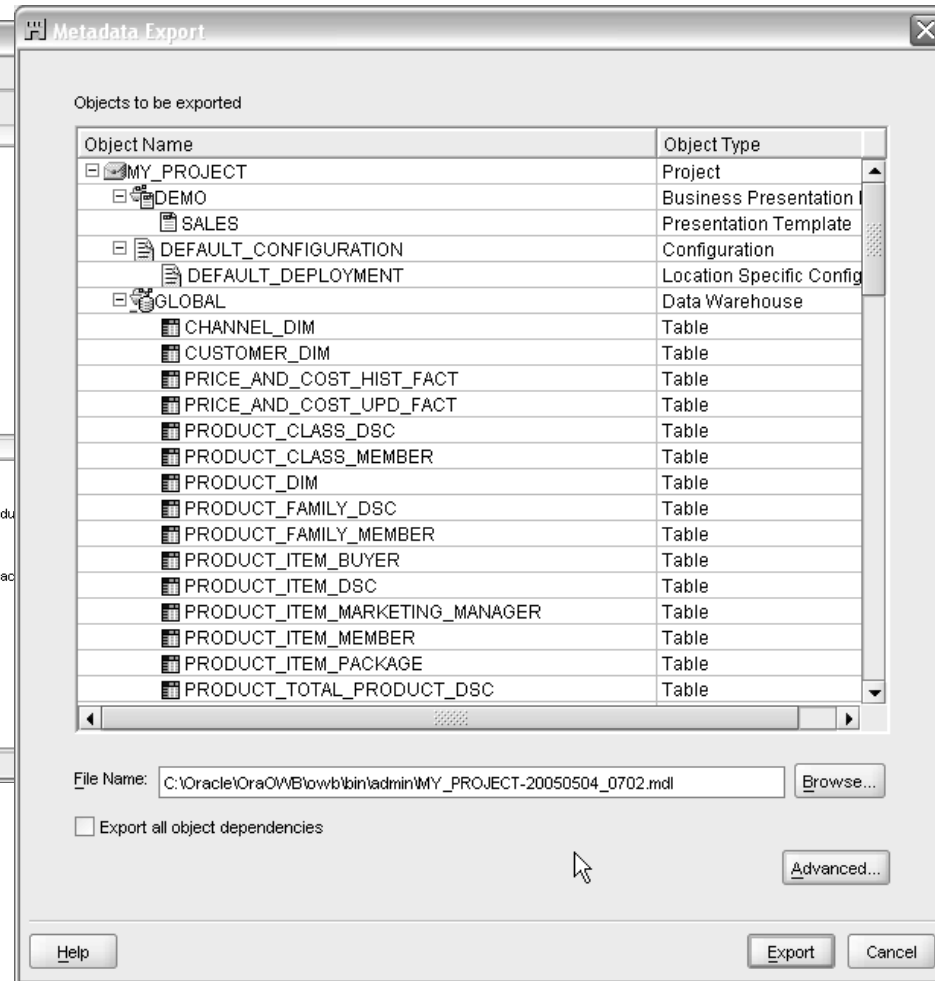 Metadata Export
Objects to be exported
Object Name Object Type
MY_PROJECT Project
DEMO Business Presentation
SALES Presentation Template
DEFAULT_CONFIGURATION Configuration
DEFAULT_DEPLOYMENT Location Specific Config
GLOBAL Data Warehouse
CHANNEL_DIM Table
CUSTOMER_DIM Table
PRICE_AND_COST_HIST_FACT Table
PRICE_AND_COST_UPD_FACT Table
PRODUCT_CLASS_DSC Table
PRODUCT_CLASS_MEMBER Table
PRODUCT_DIM Table
PRODUCT_FAMILY_DSC Table
du
PRODUCT_FAMILY_MEMBER Table
PRODUCT_ITEM_BUYER Table
ac
PRODUCT_ITEM_DSC Table
PRODUCT_ITEM_MARKETING_MANAGER Table
PRODUCT_ITEM_MEMBER Table
PRODUCT_ITEM_PACKAGE Table
PRODUCT_TOTAL_PRODUCT_DSC Table
File Name: C:\Oracle\OraOWB\owb\bin\admin\MY_PROJECT-20050504_0702.mdl Browse...
Export all object dependencies
Advanced...
Help Export Cancel